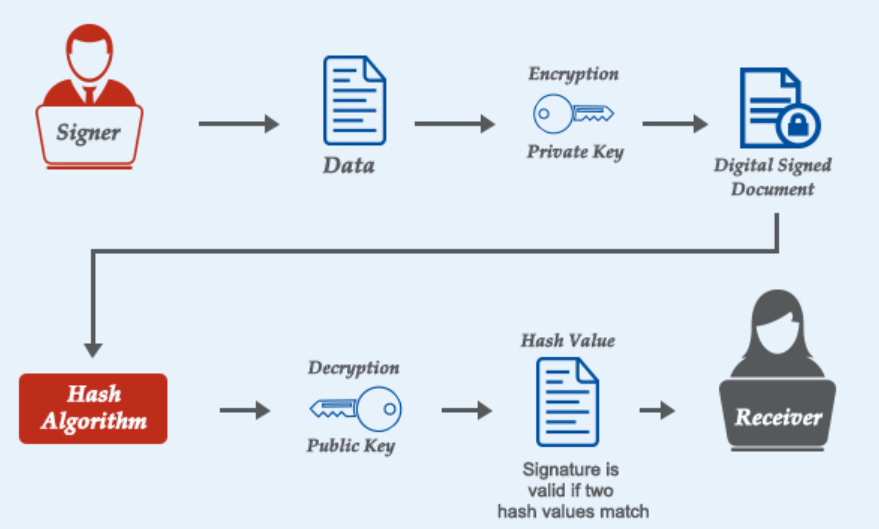 Signer
Data
Encryption
Private Key
Digital Signed
Document
Hash
Algorithm
Decryption
Public Key
Hash Value
Signature is
valid if two
hash values match
Receiver